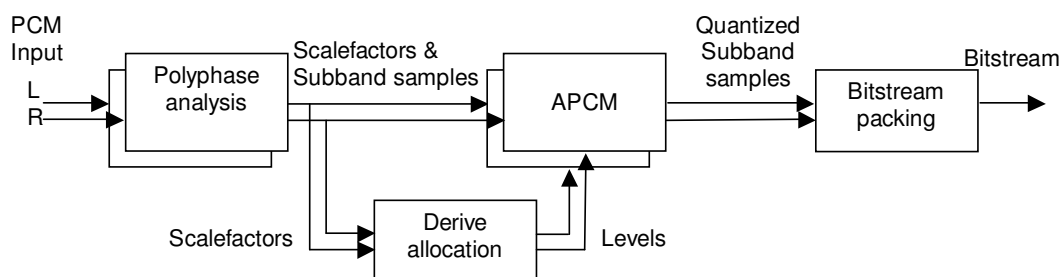 PCM
Input
L
R
Polyphase
analysis
Scalefactors &
Subband samples
APCM
Quantized
Subband
samples
Bitstream
packing
Bitstream
Scalefactors
Derive
allocation
Levels